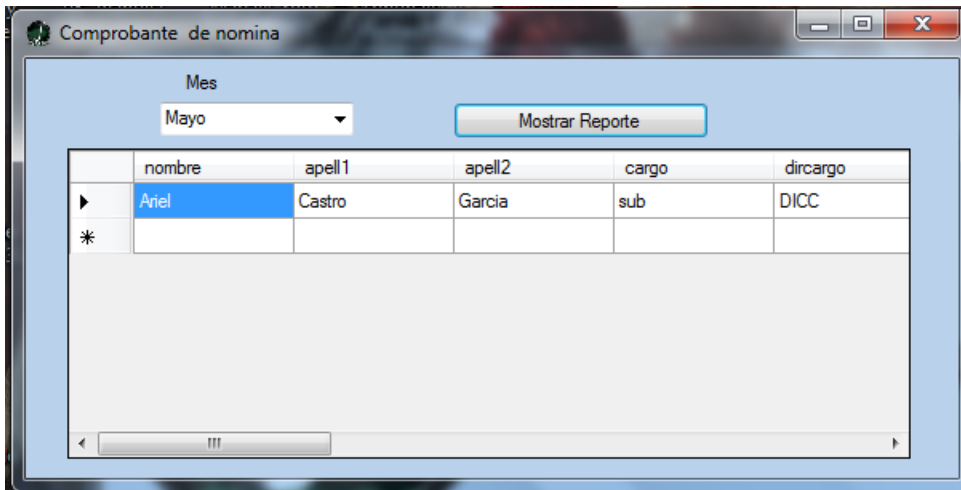 Comprobante de nomina
Mes
Mayo
Mostrar Reporte
nombre apell1 apell2 cargo dircargo
Ariel Castro Garcia sub DICC